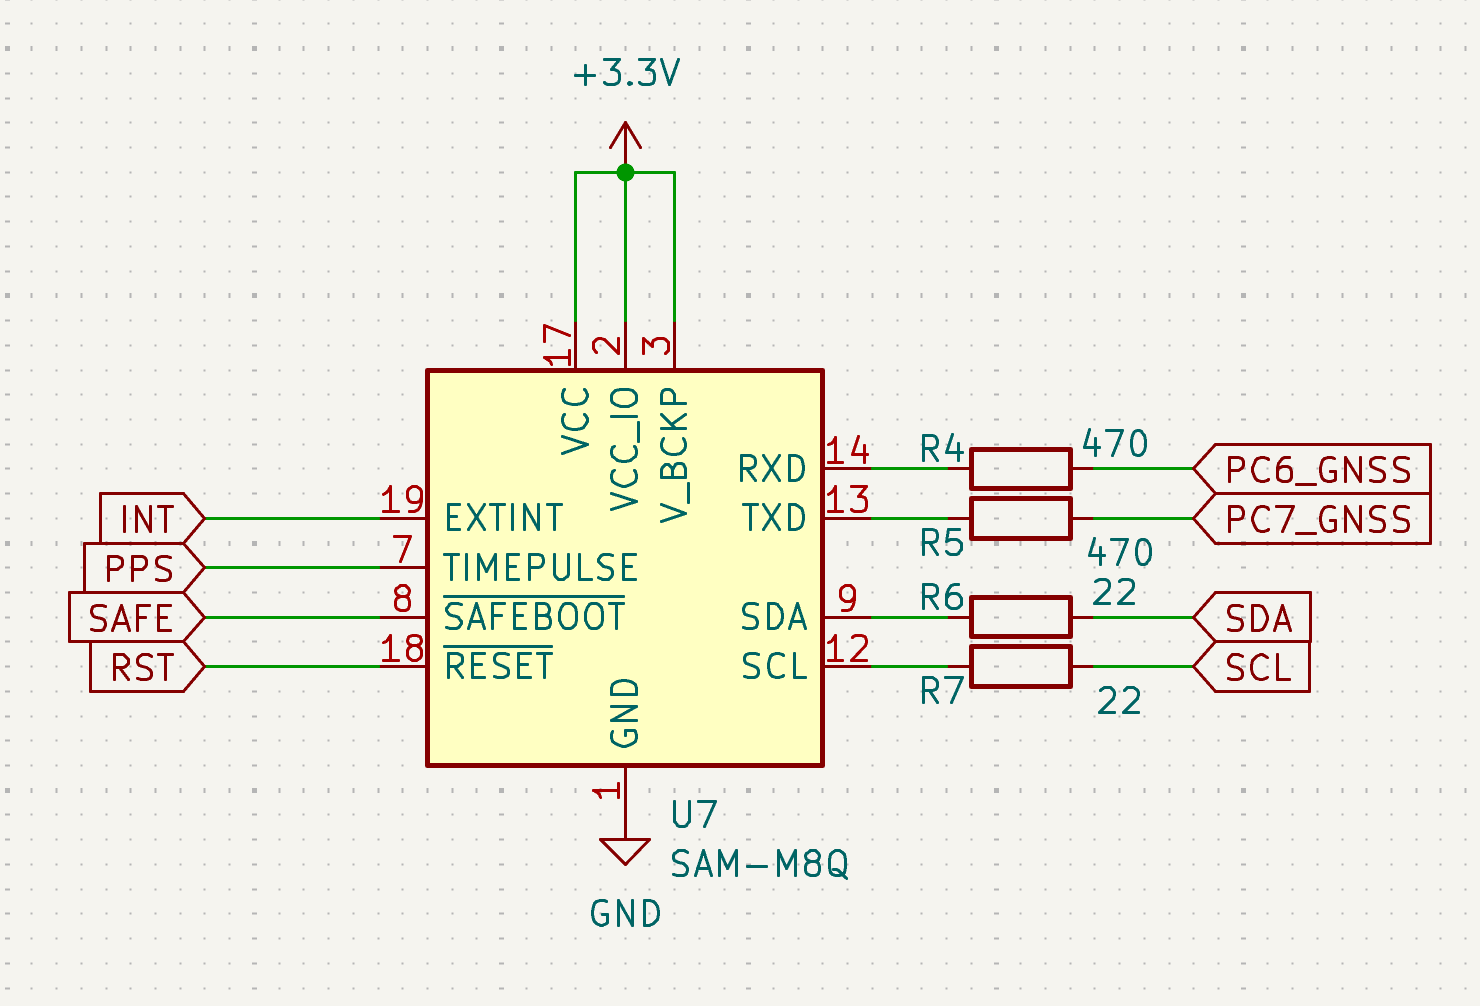 +3.3V
17
2
3
VCC
VCC_IO
V_BCKP
19
EXTINT
INT
7
TIMEPULSE
PPS
8
SAFEBOOT
SAFE
18
RESET
RST
RXD
14
R4
470
PC6_GNSS
TXD
13
R5
470
PC7_GNSS
SDA
9
R6
22
SDA
SCL
12
R7
22
SCL
GND
1
U7
SAM-M8Q
GND